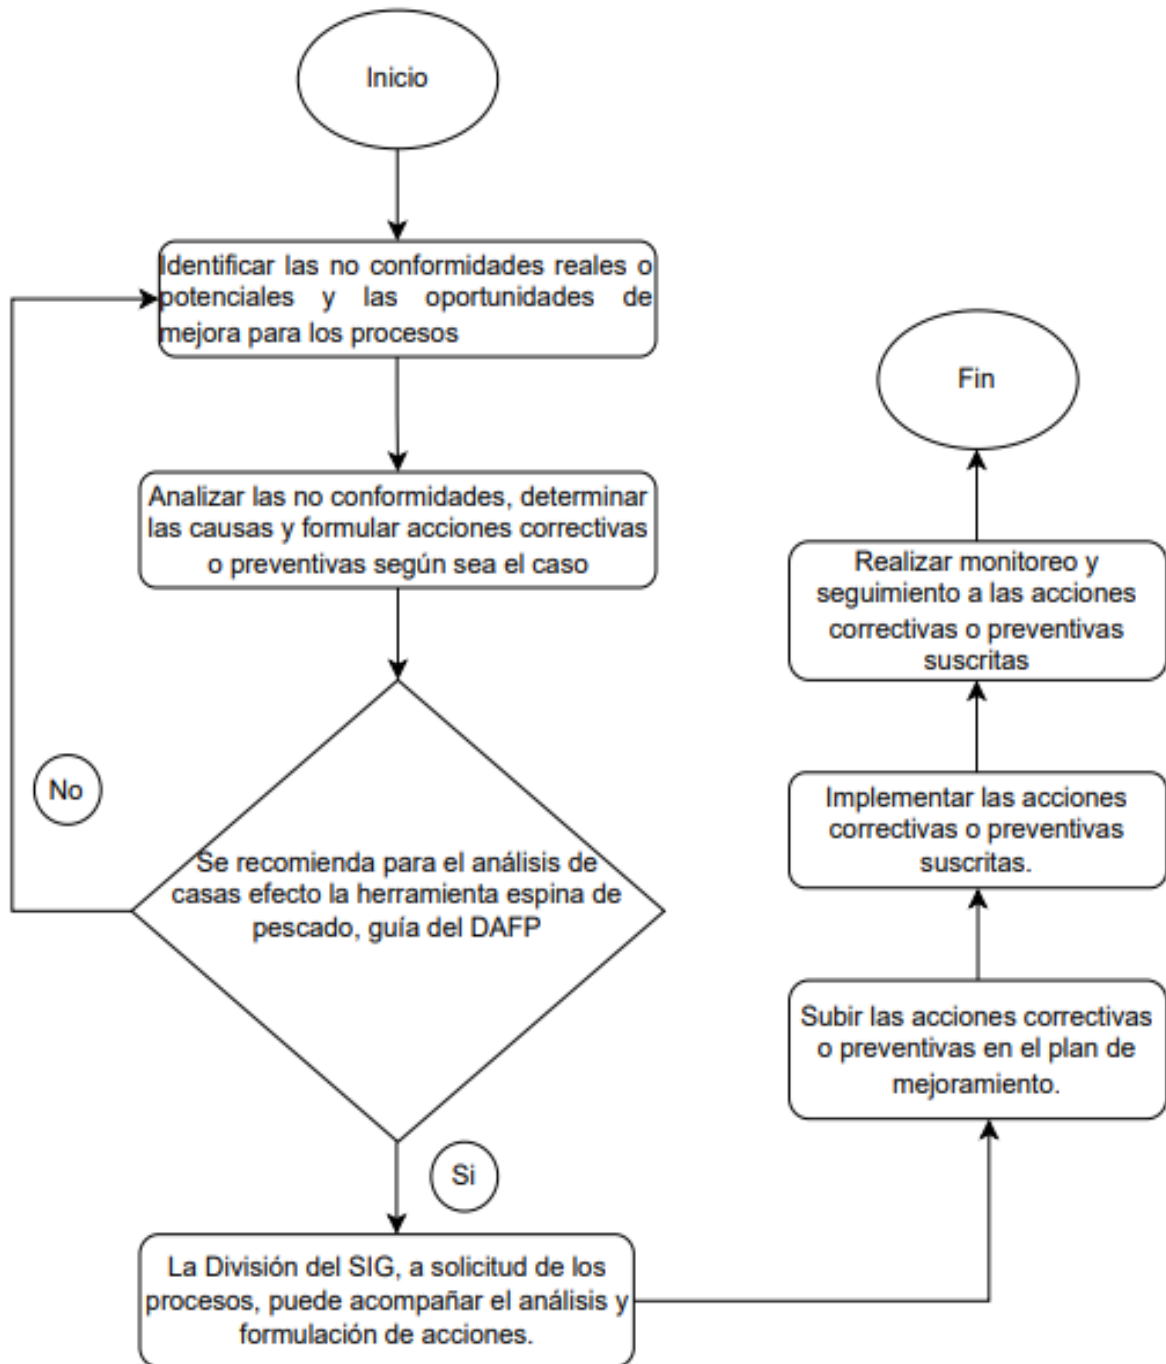 Inicio
Identificar las no conformidades reales o
potenciales y las oportunidades de
mejora para los procesos
Analizar las no conformidades, determinar
las causas y formular acciones correctivas
o preventivas según sea el caso
No
Se recomienda para el análisis de
casas efecto la herramienta espina de
pescado, guía del DAFP
Si
La División del SIG, a solicitud de los
procesos, puede acompañar el análisis y
formulación de acciones.
Subir las acciones correctivas
o preventivas en el plan de
mejoramiento.
Implementar las acciones
correctivas o preventivas
suscritas.
Realizar monitoreo y
seguimiento a las acciones
correctivas o preventivas
suscritas
Fin